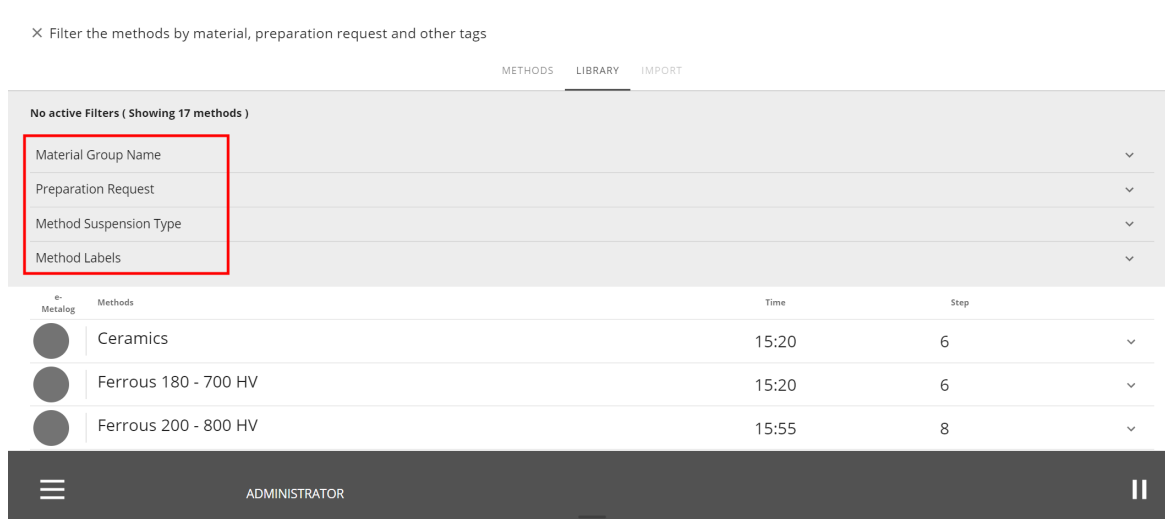 × Filter the methods by material, preparation request and other tags
METHODS LIBRARY IMPORT
No active Filters ( Showing 17 methods )
Material Group Name
Preparation Request
Method Suspension Type
Method Labels
e-
Metalog Methods Time Step
Ceramics 15:20 6
Ferrous 180 - 700 HV 15:20 6
Ferrous 200 - 800 HV 15:55 8
ADMINISTRATOR